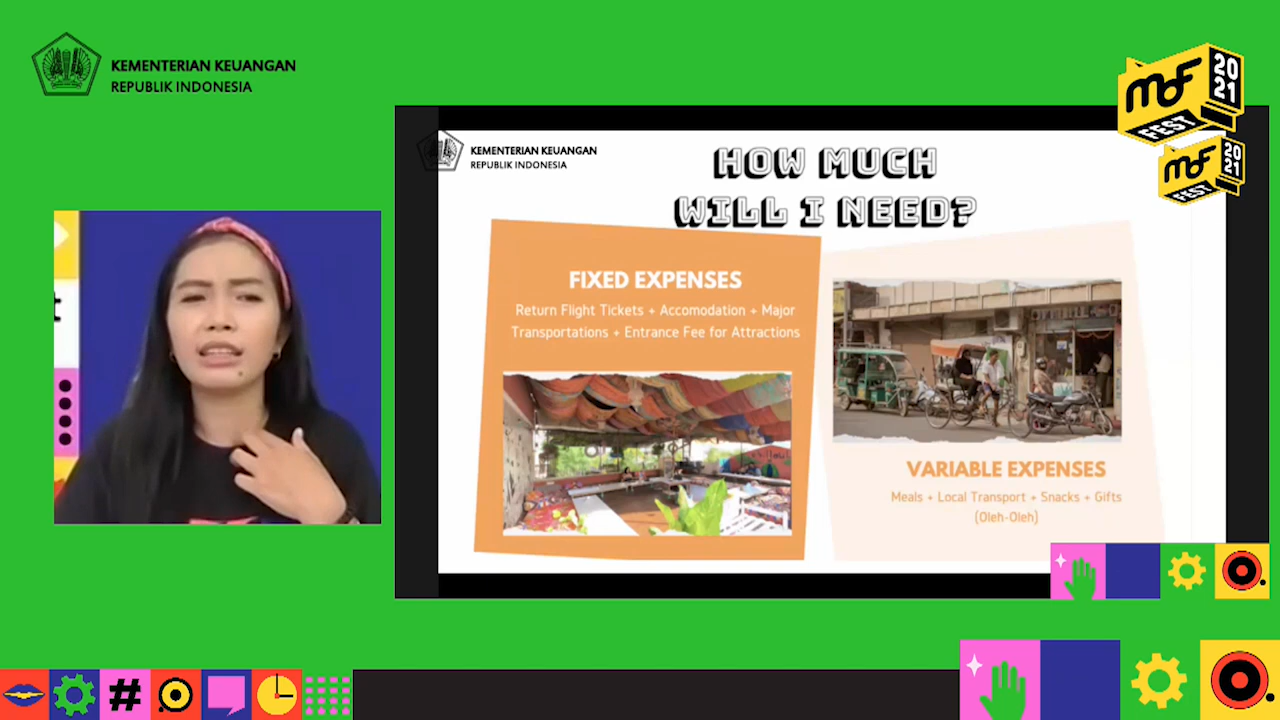 KEMENTERIAN KEUANGAN
REPUBLIK INDONESIA
MOF
FEST
2021
KEMENTERIAN KEUANGAN
REPUBLIK INDONESIA
HOW MUCH
WILL I NEED?
MOF
FEST
2021
FIXED EXPENSES
Return Flight Tickets + Accomodation + Major
Transportations + Entrance Fee for Attractions
VARIABLE EXPENSES
Meals + Local Transport + Snacks + Gifts
(Oleh-Oleh)
t
#